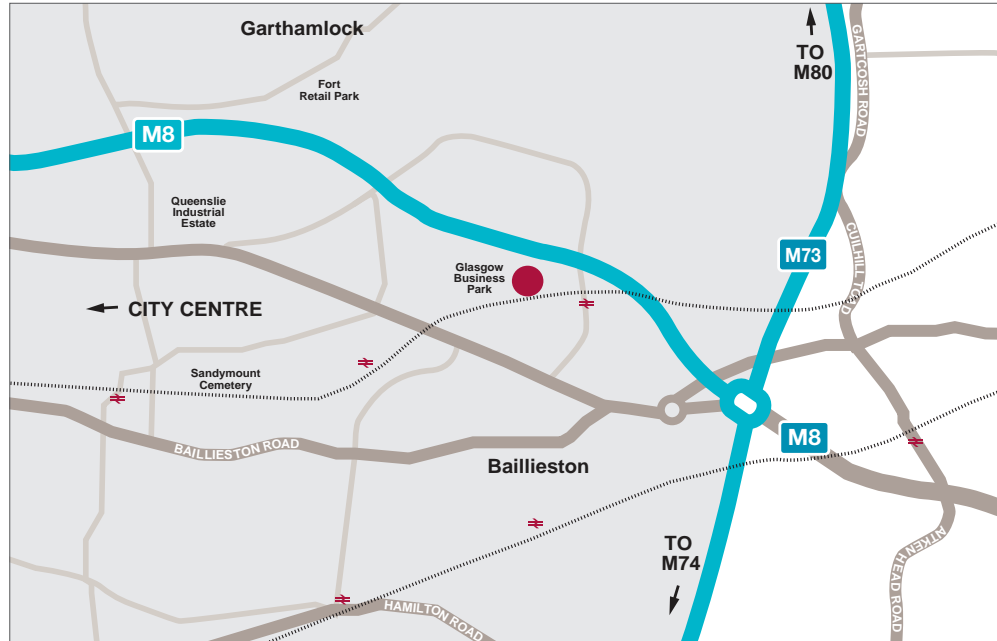 Garthamlock
TO
M80
GARTCOSH ROAD
Fort
Retail Park
M8
Queenslie
Industrial
Estate
CUILHILL TOAD
M73
Glasgow
Business
Park
CITY CENTRE
Sandymount
Cemetery
BAILLIESTON ROAD
M8
Baillieston
TO
M74
AITKENHEAD ROAD
HAMILTON ROAD